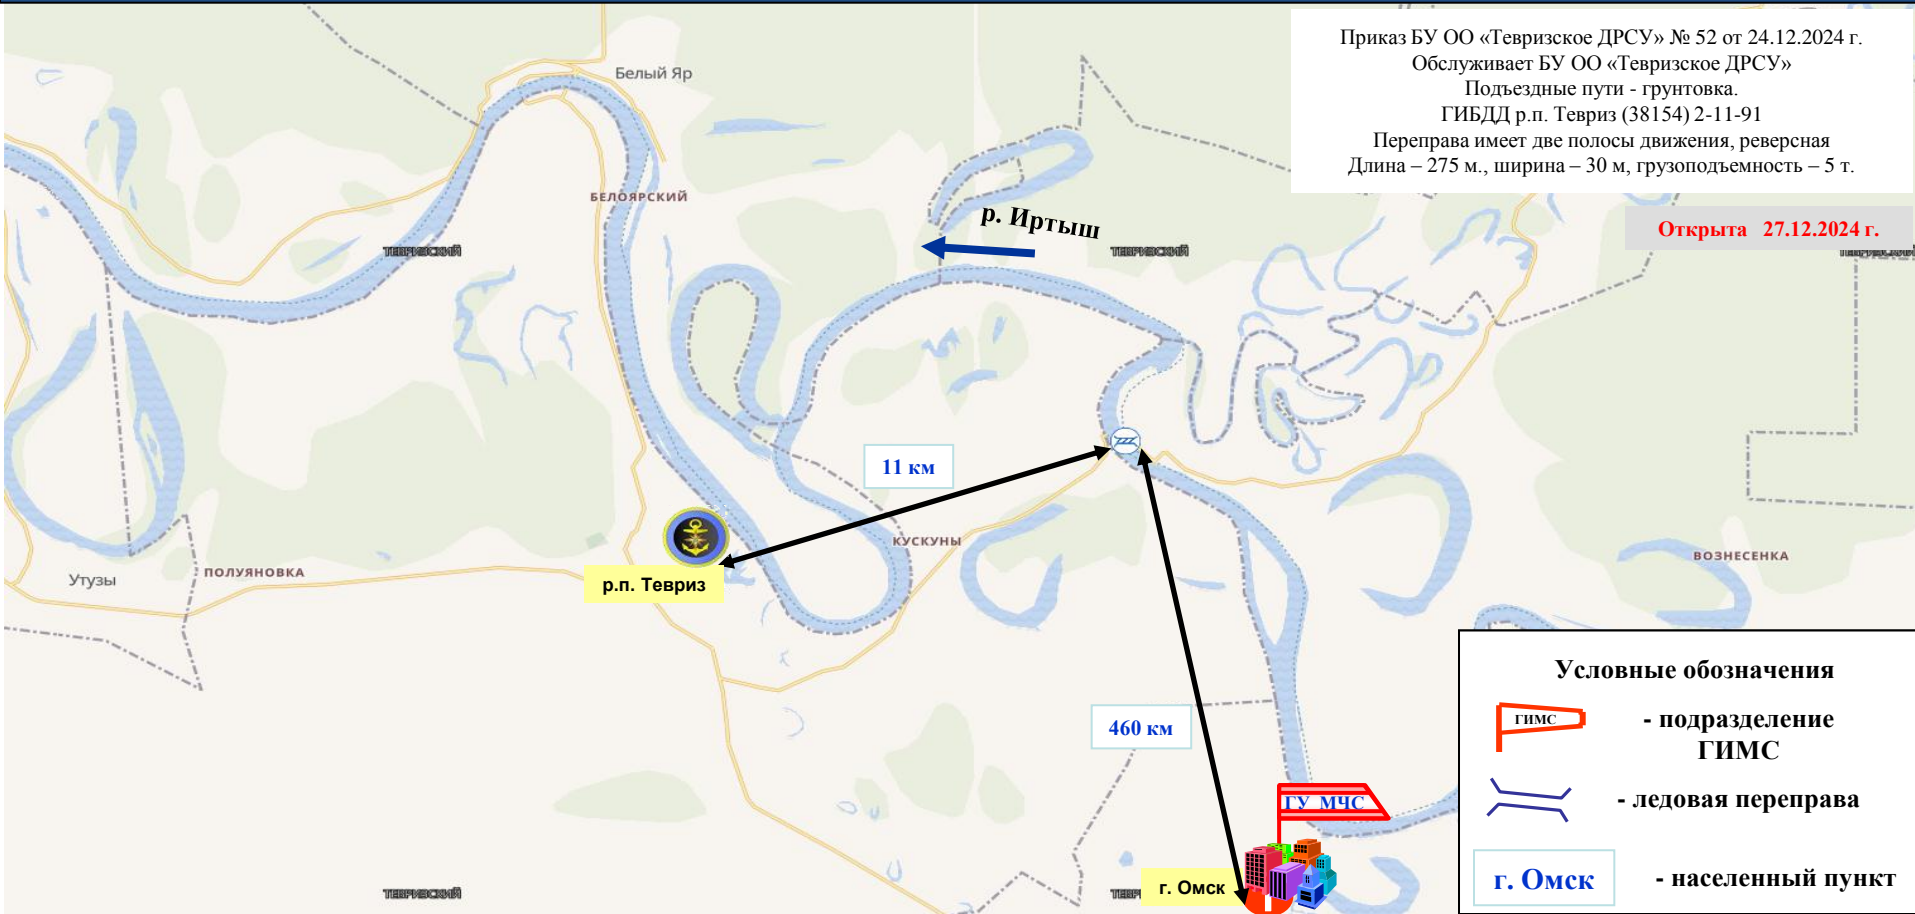 Приказ БУ ОО «Тевризское ДРСУ» № 52 от 24.12.2024 г.
Обслуживает БУ ОО «Тевризское ДРСУ»
Подъездные пути - грунтовка.
ГИБДД р.п. Тевриз (38154) 2-11-91
Переправа имеет две полосы движения, реверсная
Длина – 275 м., ширина – 30 м, грузоподъемность – 5 т.
Открыта 27.12.2024 г.
Белый Яр
БЕЛОЯРСКИЙ
р. Иртыш
ТЕВРИЗСКИЙ
ТЕВРИЗСКИЙ
ТЕВРИЗСКИЙ
11 км
КУСКУНЫ
ВОЗНЕСЕНКА
Утузы
ПОЛУЯНОВКА
р.п. Тевриз
460 км
ГУ МЧС
г. Омск
ТЕВРИЗСКИЙ
Условные обозначения
ГИМС
- подразделение
ГИМС
- ледовая переправа
г. Омск
- населенный пункт